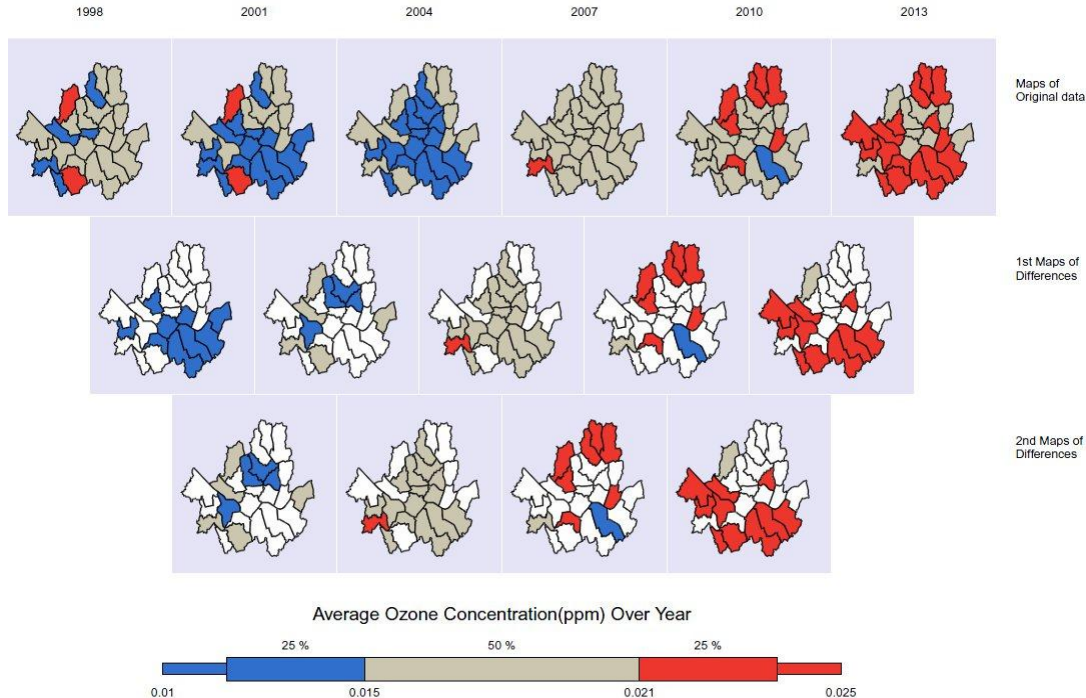 1998 2001 2004 2007 2010 2013
Maps of
Original data
1st Maps of
Differences
2nd Maps of
Differences
Average Ozone Concentration(ppm) Over Year
25 % 50 % 25 %
0.01 0.015 0.021 0.025